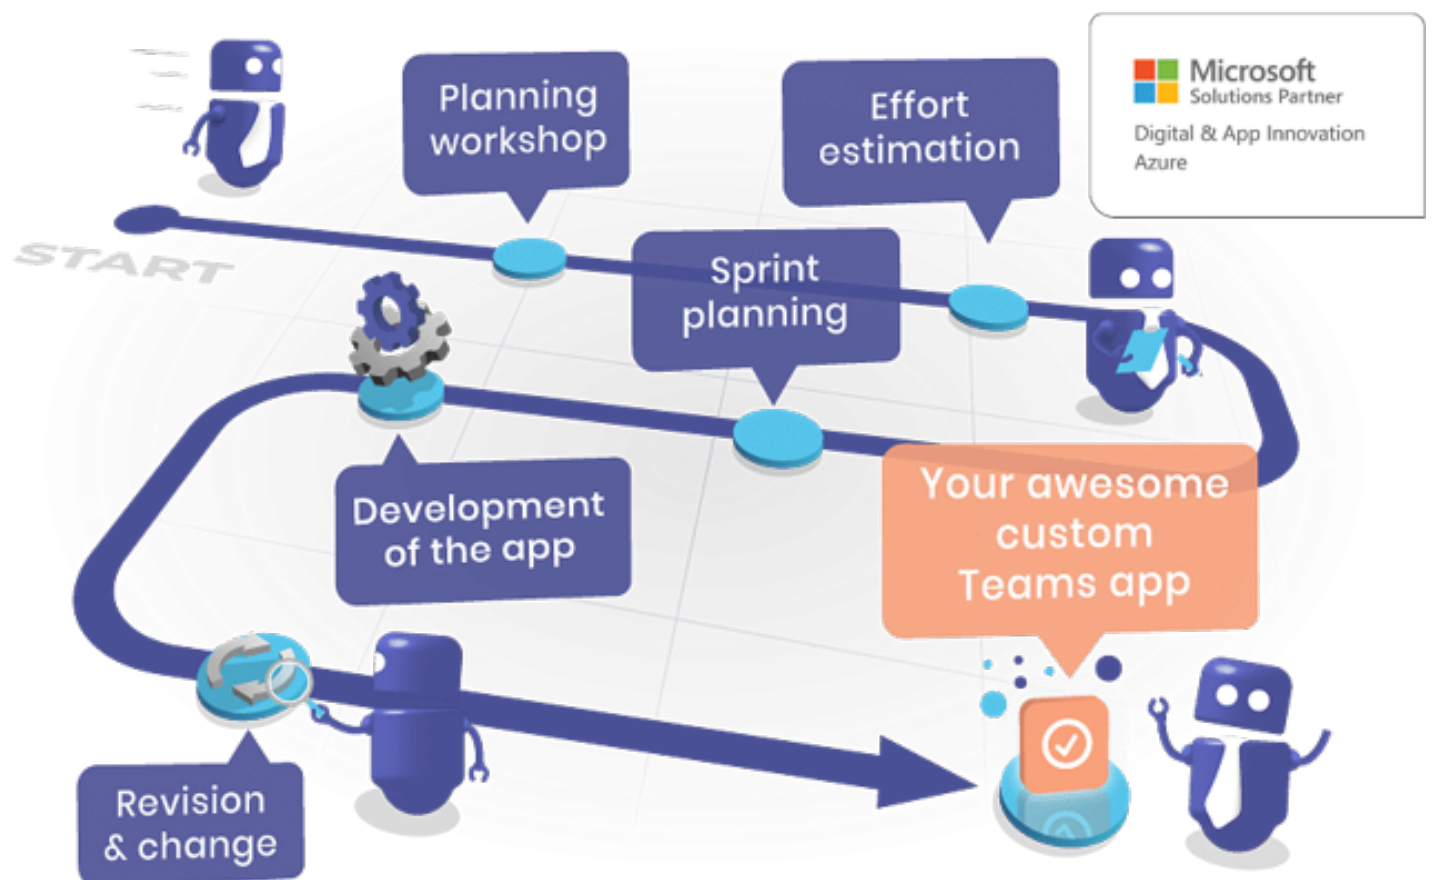 Planning
workshop
Effort
estimation
Microsoft
Solutions Partner
Digital & App Innovation
Azure
START
Sprint
planning
Development
of the app
Your awesome
custom
Teams app
Revision
& change